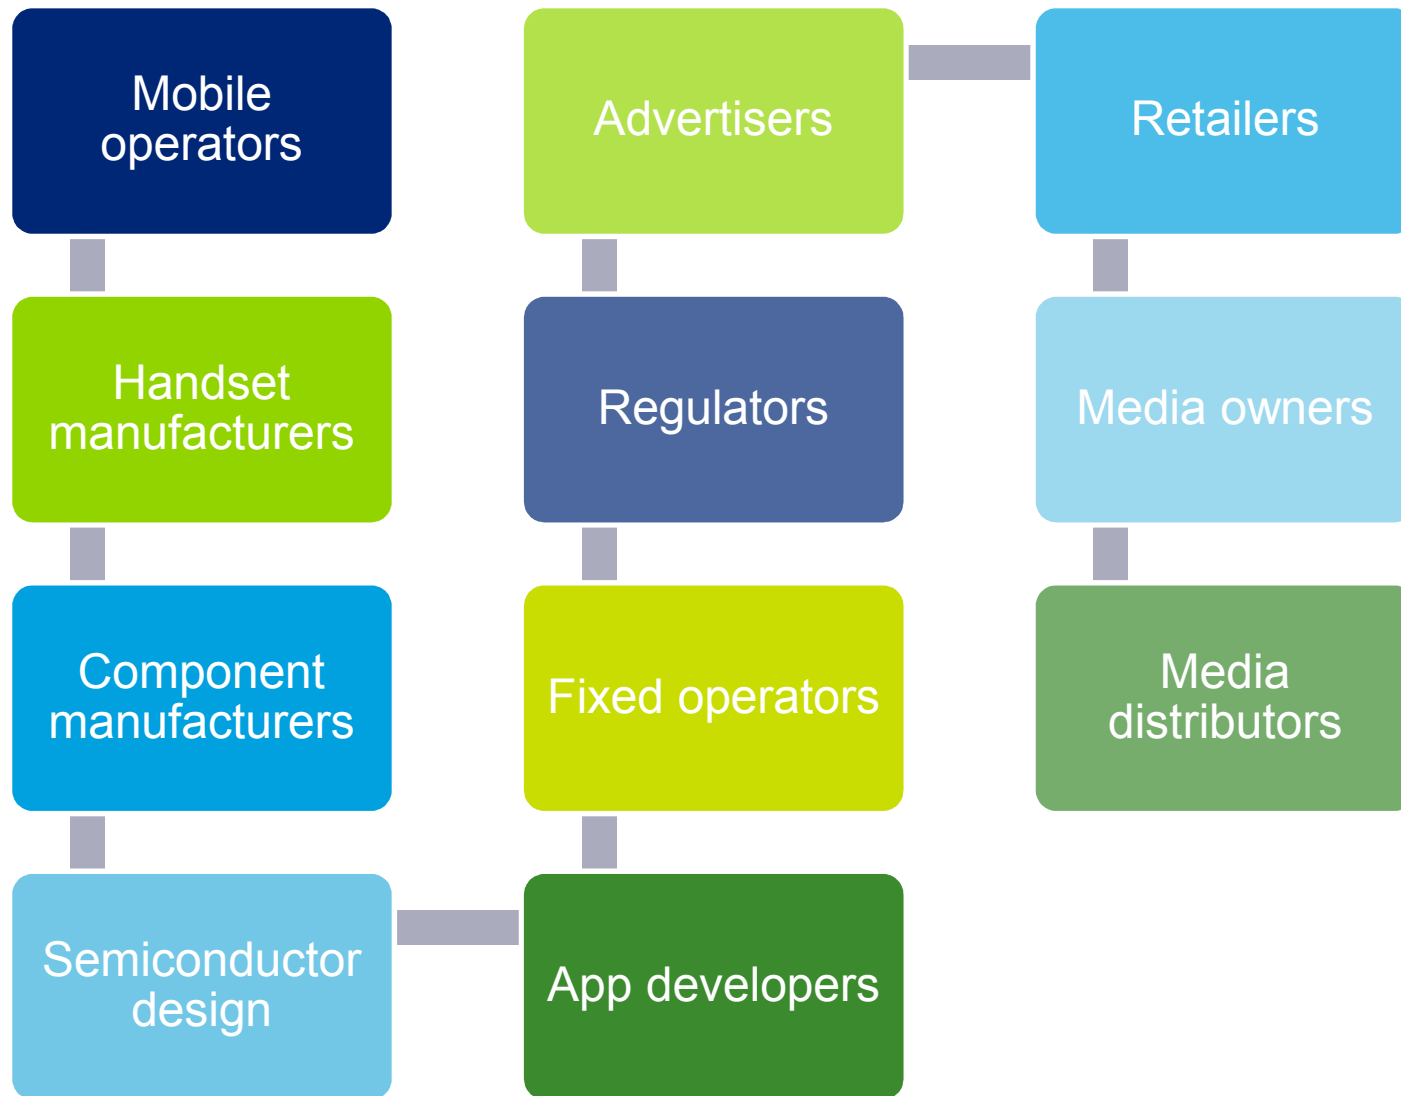 Mobile
operators
Handset
manufacturers
Component
manufacturers
Semiconductor
design
App developers
Fixed operators
Regulators
Advertisers
Retailers
Media owners
Media
distributors